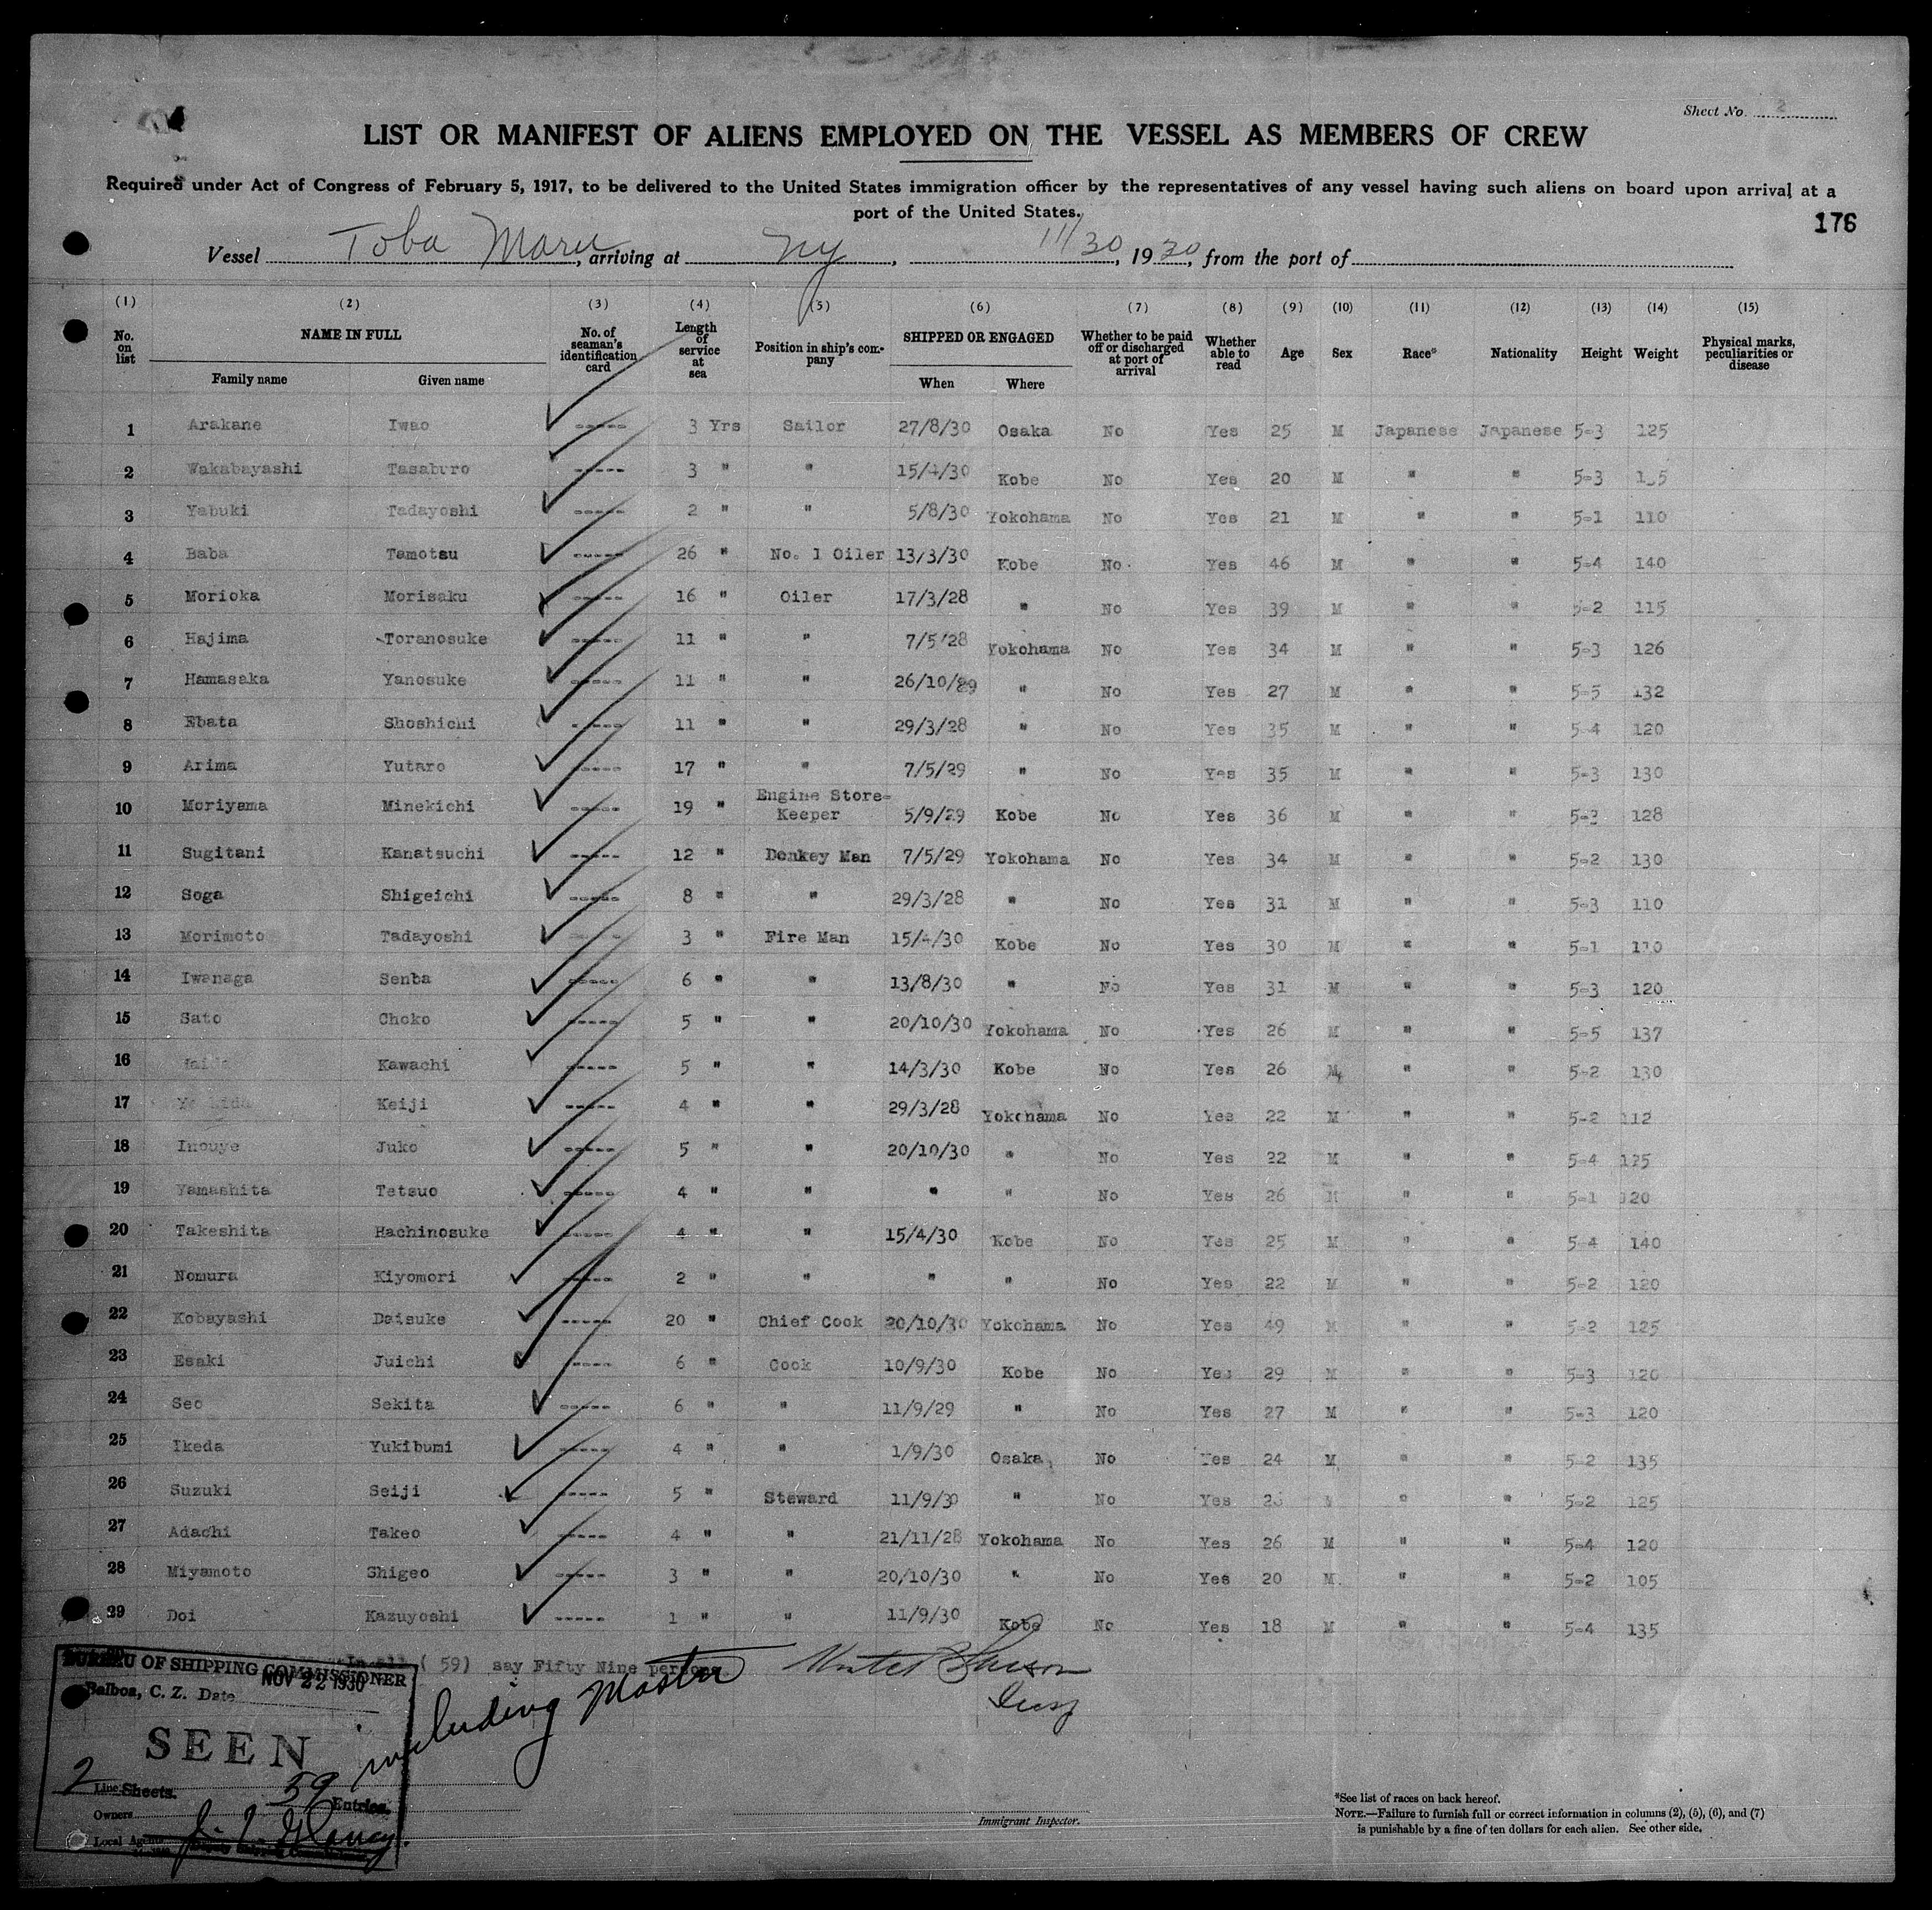 Sheet No. 2
LIST OR MANIFEST OF ALIENS EMPLOYED ON THE VESSEL AS MEMBERS OF CREW
Required under Act of Congress of February 5, 1917, to be delivered to the United States immigration officer by the representatives of any vessel having such aliens on board upon arrival at a
port of the United States.
176
Vessel Toba Maru, arriving at Ny, 11/30, 1930, from the port of
(1) (2) (3) (4) (5) (6) (7) (8) (9) (10) (11) (12) (13) (14) (15)
No. on list NAME IN FULL Family name Given name No. of seaman's identification card Length of service at sea Position in ship's company SHIPPED OR ENGAGED When Where Whether to be paid off or discharged at port of arrival Whether able to read Age Sex Race* Nationality Height Weight Physical marks, peculiarities or disease
1 Arakane Iwao ----- 3 Yrs Sailor 27/8/30 Osaka No Yes 25 M Japanese Japanese 5-3 125
2 Wakabayashi Tasaburo ----- 3 " " 15/4/30 Kobe No Yes 20 M " " 5-3
3 Yabuki Tadayoshi ----- 2 " " 5/8/30 Yokohama No Yes 21 M " " 5-1 110
4 Baba Tamotsu ----- 26 " No. 1 Oiler 13/3/30 Kobe No Yes 46 M " " 5-4 140
5 Morioka Morisaku ----- 16 " Oiler 17/3/28 " No Yes 39 M " " 5-2 115
6 Hajima Toranosuke ----- 11 " " 7/5/28 Yokohama No Yes 34 M " " 5-3 126
7 Hamasaka Yanosuke ----- 11 " " 26/10/29 " No Yes 27 M " " 5-5 132
8 Ebata Shoshichi ----- 11 " " 29/3/28 " No Yes 35 M " " 5-4 120
9 Arima Yutaro ----- 17 " " 7/5/29 " No Yes 35 M " " 5-3 130
10 Moriyama Minekichi ----- 19 " Engine Store-Keeper 5/9/29 Kobe No Yes 36 M " " 5-3 128
11 Sugitani Kanatsuchi ----- 12 " Donkey Man 7/5/29 Yokohama No Yes 34 M " " 5-2 130
12 Soga Shigeichi ----- 8 " " 29/3/28 " No Yes 31 M " " 5-3 110
13 Morimoto Tadayoshi ----- 3 " Fire Man 15/4/30 Kobe No Yes 30 M " " 5-1 110
14 Iwanaga Senba ----- 6 " " 13/8/30 " No Yes 31 M " " 5-3 120
15 Sato Choko ----- 5 " " 20/10/30 Yokohama No Yes 26 M " " 5-5 137
16 Kawachi ----- 5 " " 14/3/30 Kobe No Yes 26 M " " 5-2 130
17 Keiji ----- 4 " " 29/3/28 Yokohama No Yes 22 M " " 5-2 112
18 Inouye Juko ----- 5 " " 20/10/30 " No Yes 22 M " " 5-4 125
19 Yamashita Tetsuo ----- 4 " " " " No Yes 26 M " " 5-1 120
20 Takeshita Hachinosuke ----- 4 " " 15/4/30 Kobe No Yes 25 M " " 5-4 140
21 Nomura Kiyomori ----- 2 " " " " No Yes 22 M " " 5-2 120
22 Kobayashi Daisuke ----- 20 " Chief Cook 20/10/30 Yokohama No Yes 49 M " " 5-2 125
23 Esaki Juichi ----- 6 " Cook 10/9/30 Kobe No Yes 29 M " " 5-3 120
24 Seo Sekita ----- 6 " " 11/9/29 " No Yes 27 M " " 5-3 120
25 Ikeda Yukibumi ----- 4 " " 1/9/30 Osaka No Yes 24 M " " 5-2 135
26 Suzuki Seiji ----- 5 " Steward 11/9/30 " No Yes M " " 5-2 125
27 Adachi Takeo ----- 4 " " 21/11/28 Yokohama No Yes 26 M " " 5-4 120
28 Miyamoto Shigeo ----- 3 " " 20/10/30 " No Yes 20 M " " 5-2 105
29 Doi Kazuyoshi ----- 1 " " 11/9/30 Kobe No Yes 18 M " " 5-4 135
In all ( 59) say Fifty Nine persons
including Master
BUREAU OF SHIPPING COMMISSIONER
Balboa, C. Z. Date NOV 22 1930
SEEN
2 Line Sheets. 59 Entries.
Owners
Local Agents
Immigrant Inspector.
*See list of races on back hereof.
NOTE.—Failure to furnish full or correct information in columns (2), (5), (6), and (7)
is punishable by a fine of ten dollars for each alien. See other side.